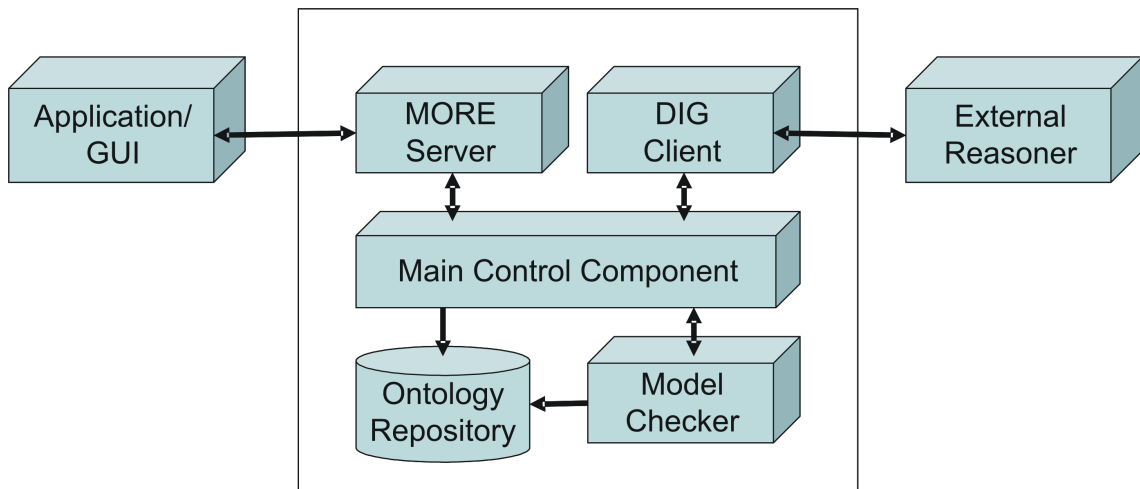 Application/
GUI
MORE
Server
DIG
Client
External
Reasoner
Main Control Component
Ontology
Repository
Model
Checker